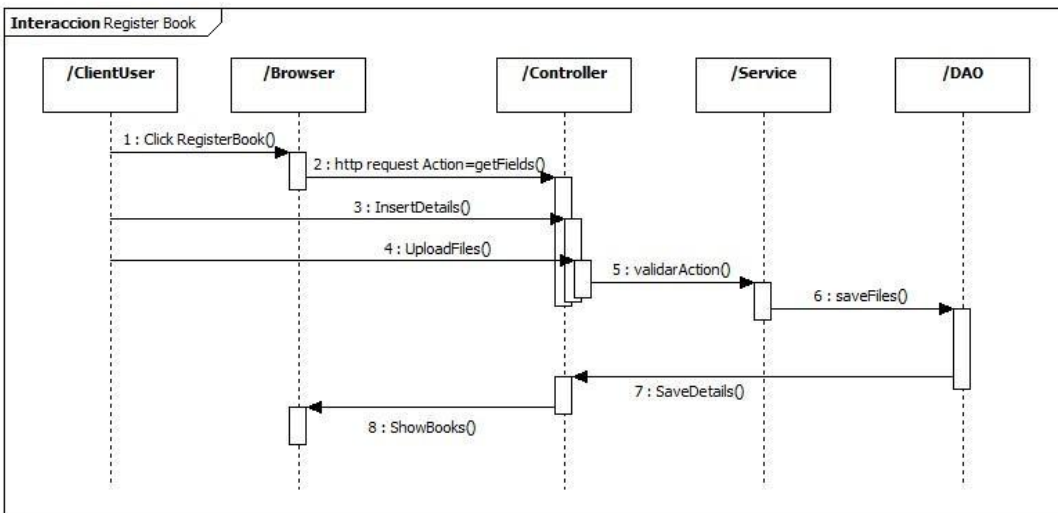 Interaccion Register Book
/ClientUser
/Browser
/Controller
/Service
/DAO
1 : Click RegisterBook()
2 : http request Action=getFields()
3 : InsertDetails()
4 : UploadFiles()
5 : validarAction()
6 : saveFiles()
7 : SaveDetails()
8 : ShowBooks()